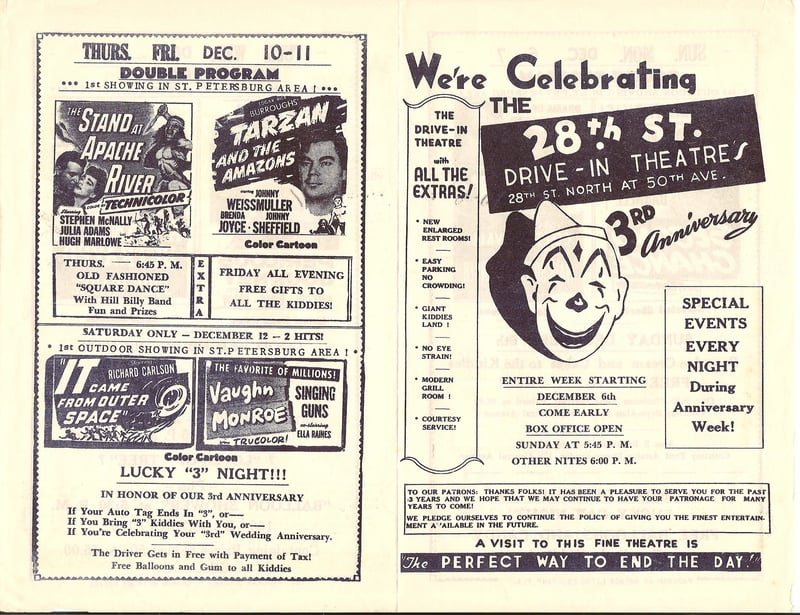 THURS. FRI. DEC. 10-11
DOUBLE PROGRAM
••• 1st SHOWING IN ST. PETERSBURG AREA ! •••
THE STAND AT
APACHE
RIVER
COLOR BY TECHNICOLOR
Starring
STEPHEN McNALLY
JULIA ADAMS
HUGH MARLOWE
EDGAR RICE
BURROUGHS'
TARZAN
AND THE
AMAZONS
starring JOHNNY
WEISSMULLER
BRENDA JOHNNY
JOYCE · SHEFFIELD
Color Cartoon
THURS. — 6:45 P. M.
OLD FASHIONED
"SQUARE DANCE"
With Hill Billy Band
Fun and Prizes
EXTRA
FRIDAY ALL EVENING
FREE GIFTS TO
ALL THE KIDDIES!
SATURDAY ONLY — DECEMBER 12 — 2 HITS!
• 1st OUTDOOR SHOWING IN ST. PETERSBURG AREA ! •
Starring RICHARD CARLSON
"IT
CAME
FROM OUTER
SPACE"
THE FAVORITE OF MILLIONS!
Vaughn
MONROE
in TRUCOLOR!
SINGING
GUNS
co-starring
ELLA RAINES
Color Cartoon
LUCKY "3" NIGHT!!!
IN HONOR OF OUR 3rd ANNIVERSARY
If Your Auto Tag Ends In "3", or—
If You Bring "3" Kiddies With You, or—
If You're Celebrating Your "3rd" Wedding Anniversary.
The Driver Gets in Free with Payment of Tax!
Free Balloons and Gum to all Kiddies
We're Celebrating
THE
28th ST.
DRIVE-IN THEATRE'S
28TH ST. NORTH AT 50TH AVE.
3RD Anniversary
THE
DRIVE-IN
THEATRE
with
ALL THE
EXTRAS!
• NEW
ENLARGED
REST ROOMS!
• EASY
PARKING
NO
CROWDING!
• GIANT
KIDDIES
LAND !
• NO EYE
STRAIN!
• MODERN
GRILL
ROOM !
• COURTESY
SERVICE!
SPECIAL
EVENTS
EVERY
NIGHT
During
Anniversary
Week!
ENTIRE WEEK STARTING
DECEMBER 6th
COME EARLY
BOX OFFICE OPEN
SUNDAY AT 5:45 P. M.
OTHER NITES 6:00 P. M.
TO OUR PATRONS: THANKS FOLKS! IT HAS BEEN A PLEASURE TO SERVE YOU FOR THE PAST
3 YEARS AND WE HOPE THAT WE MAY CONTINUE TO HAVE YOUR PATRONAGE FOR MANY
YEARS TO COME!
WE PLEDGE OURSELVES TO CONTINUE THE POLICY OF GIVING YOU THE FINEST ENTERTAIN-
MENT A'AILABLE IN THE FUTURE.
A VISIT TO THIS FINE THEATRE IS
"The PERFECT WAY TO END THE DAY"